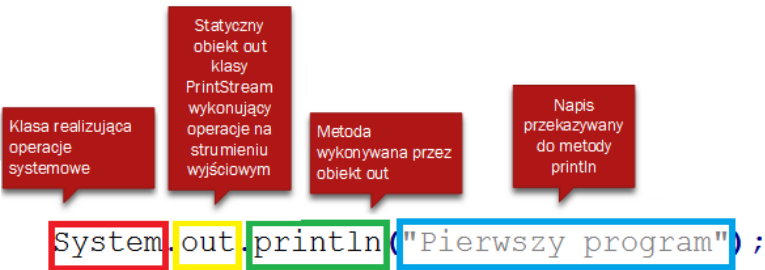 Klasa realizująca
operacje
systemowe
Statyczny
obiekt out
klasy
PrintStream
wykonujący
operacje na
strumieniu
wyjściowym
Metoda
wykonywana przez
obiekt out
Napis
przekazywany
do metody
println
System.out.println("Pierwszy program");